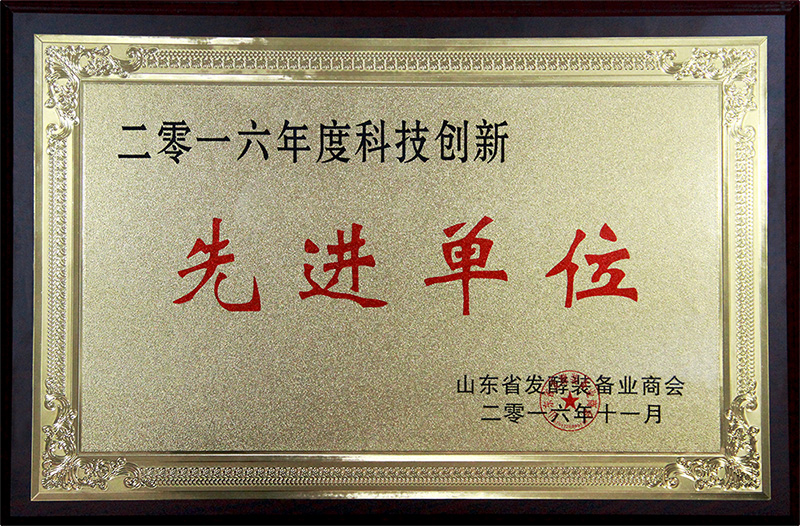 二零一六年度科技创新
先进单位
山东省发酵装备业商会
二零一六年十一月